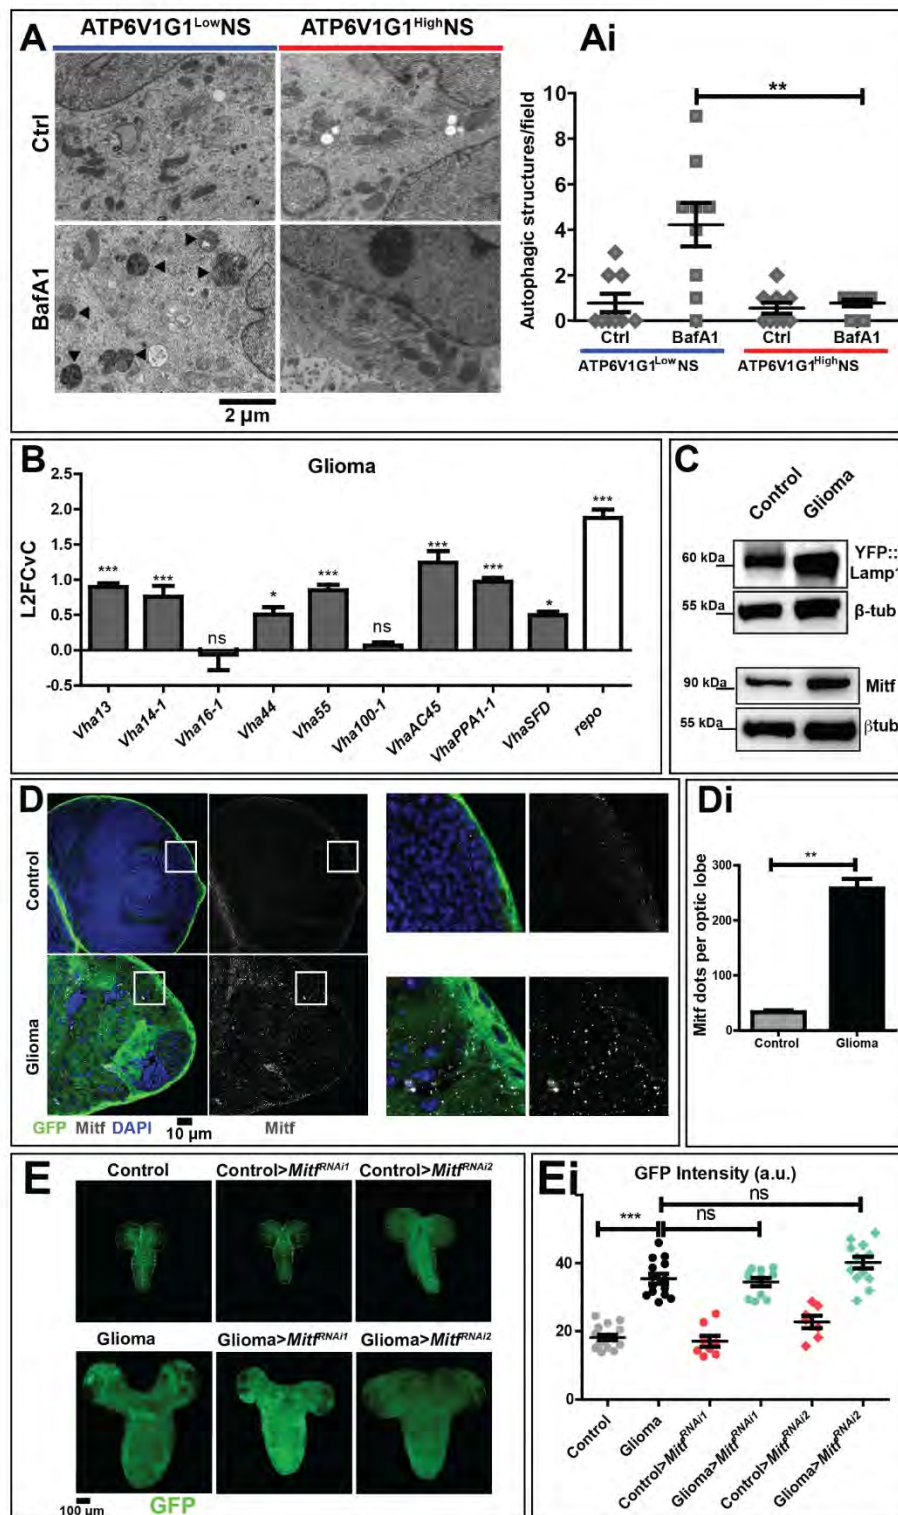 A
ATP6V1G1LowNS
ATP6V1G1HighNS
Ctrl
BafA1
2 µm
Ai
Autophagic structures/field
10
8
6
4
2
0
**
Ctrl
BafA1
Ctrl
BafA1
ATP6V1G1LowNS
ATP6V1G1HighNS
B
Glioma
L2FCvC
2.5
2.0
1.5
1.0
0.5
0.0
-0.5
***
***
ns
*
***
ns
***
***
*
***
Vha13
Vha14-1
Vha16-1
Vha44
Vha55
Vha100-1
VhaAC45
VhaPPA1-1
VhaSFD
repo
C
Control
Glioma
60 kDa
YFP::
Lamp1
55 kDa
β-tub
90 kDa
Mitf
55 kDa
βtub
D
Control
Glioma
GFP Mitf DAPI
10 µm
Mitf
Di
Mitf dots per optic lobe
300
200
100
0
**
Control
Glioma
E
Control
Control>MitfRNAi1
Control>MitfRNAi2
Glioma
Glioma>MitfRNAi1
Glioma>MitfRNAi2
100 µm
GFP
Ei
GFP Intensity (a.u.)
ns
***
ns
40
20
0
Control
Glioma
Control>MitfRNAi1
Glioma>MitfRNAi1
Control>MitfRNAi2
Glioma>MitfRNAi2